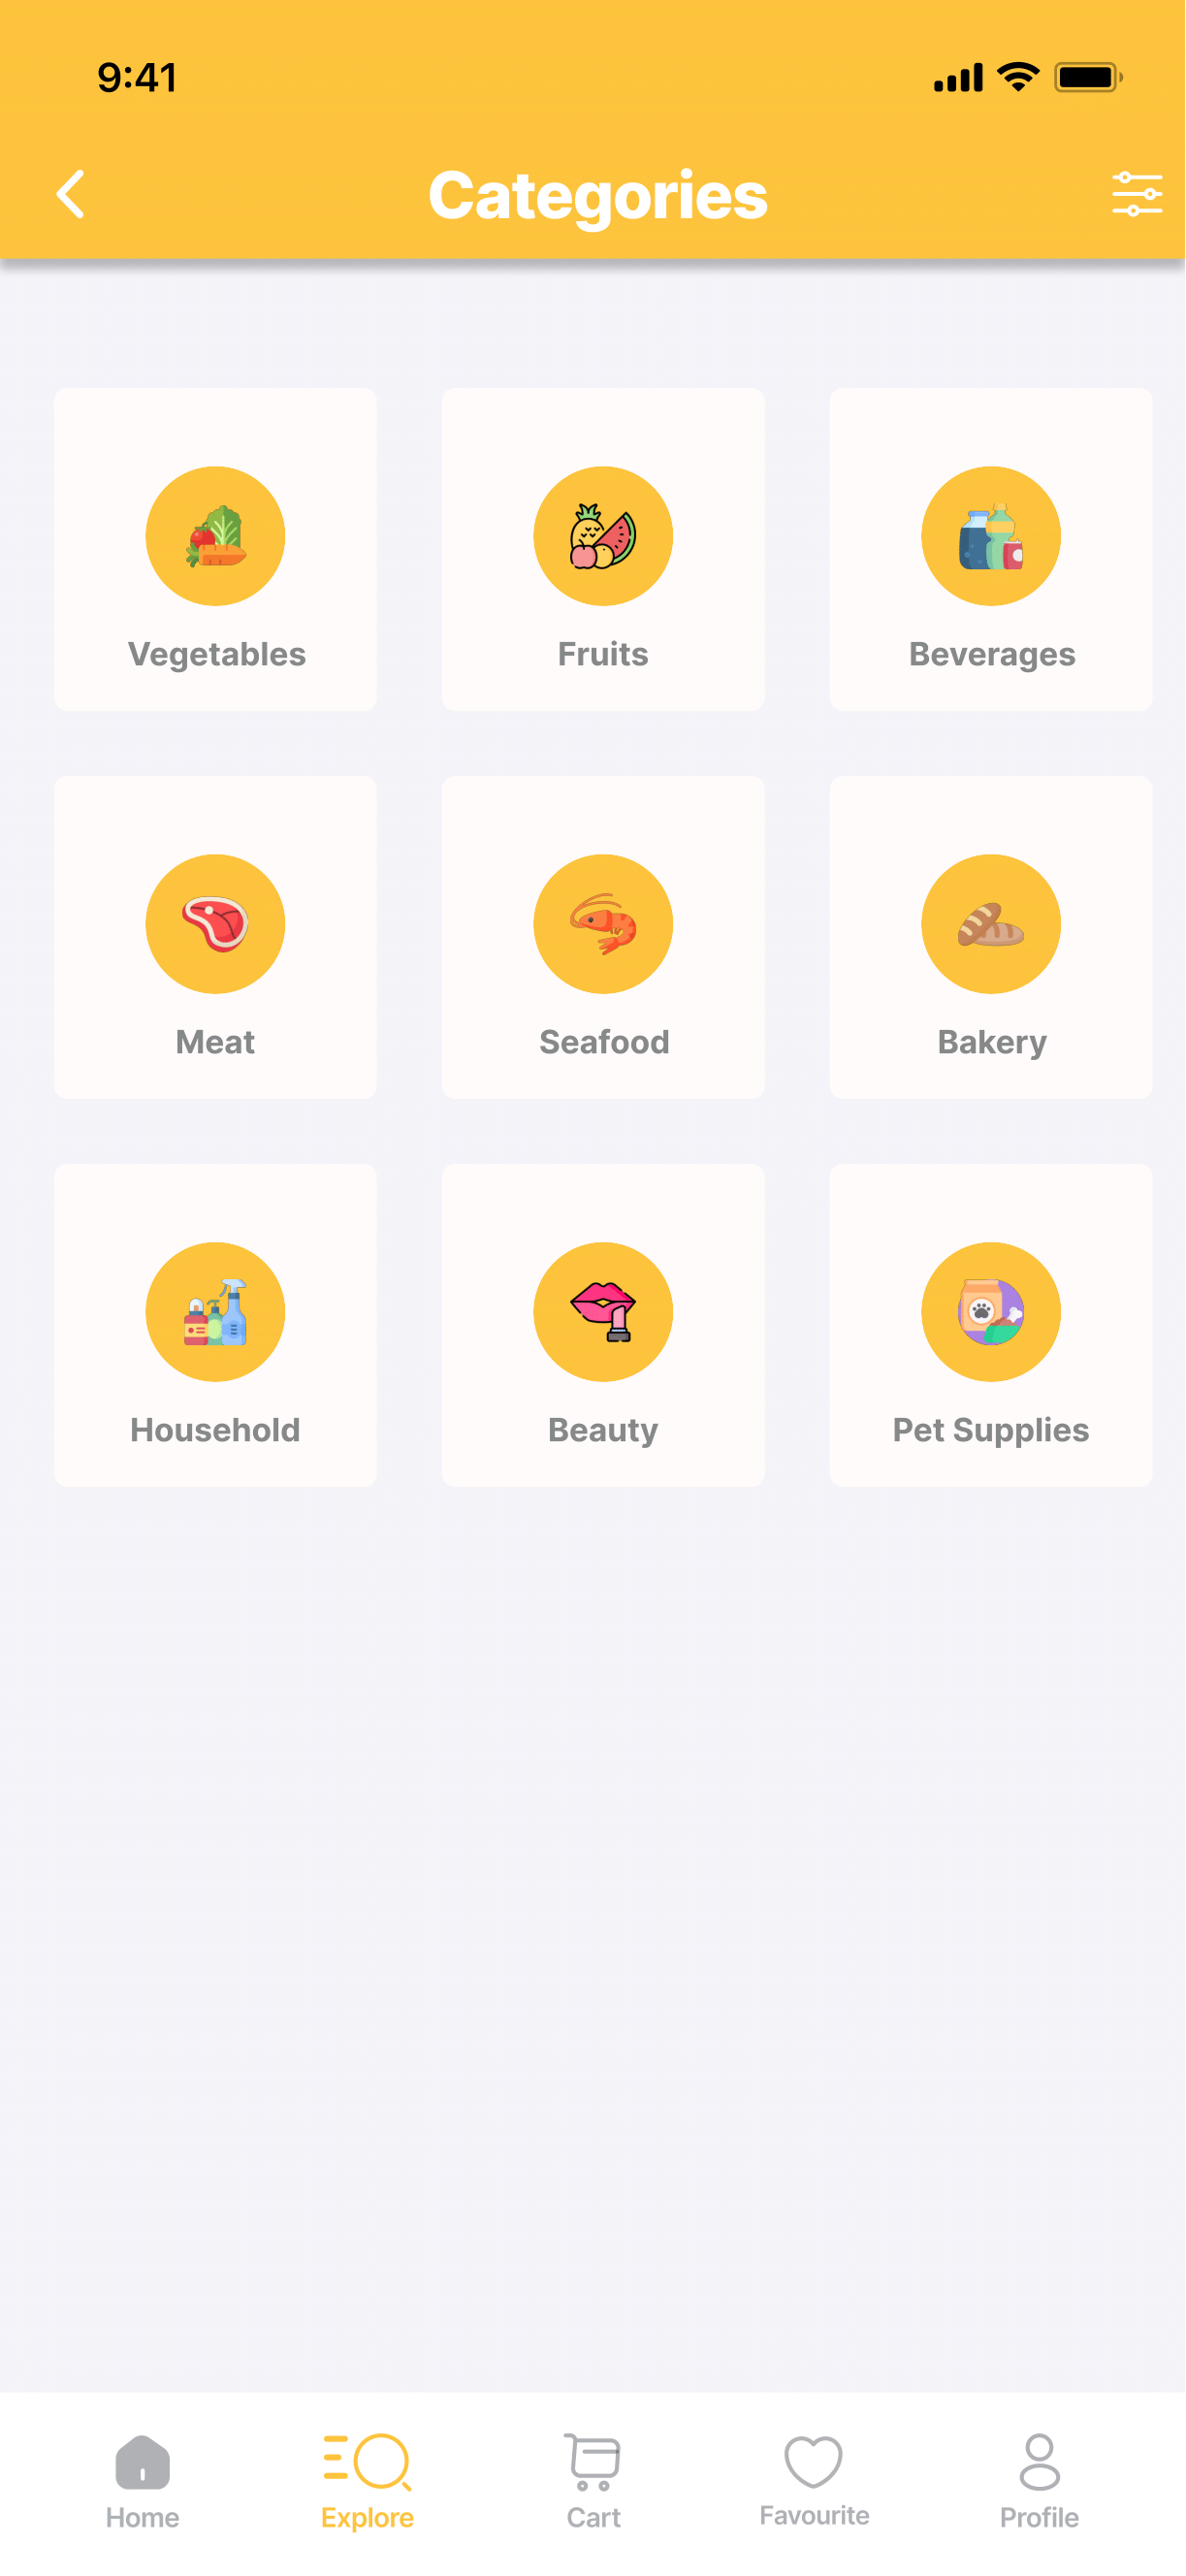 9:41
Categories
Vegetables
Fruits
Beverages
Meat
Seafood
Bakery
Household
Beauty
Pet Supplies
Home
Explore
Cart
Favourite
Profile